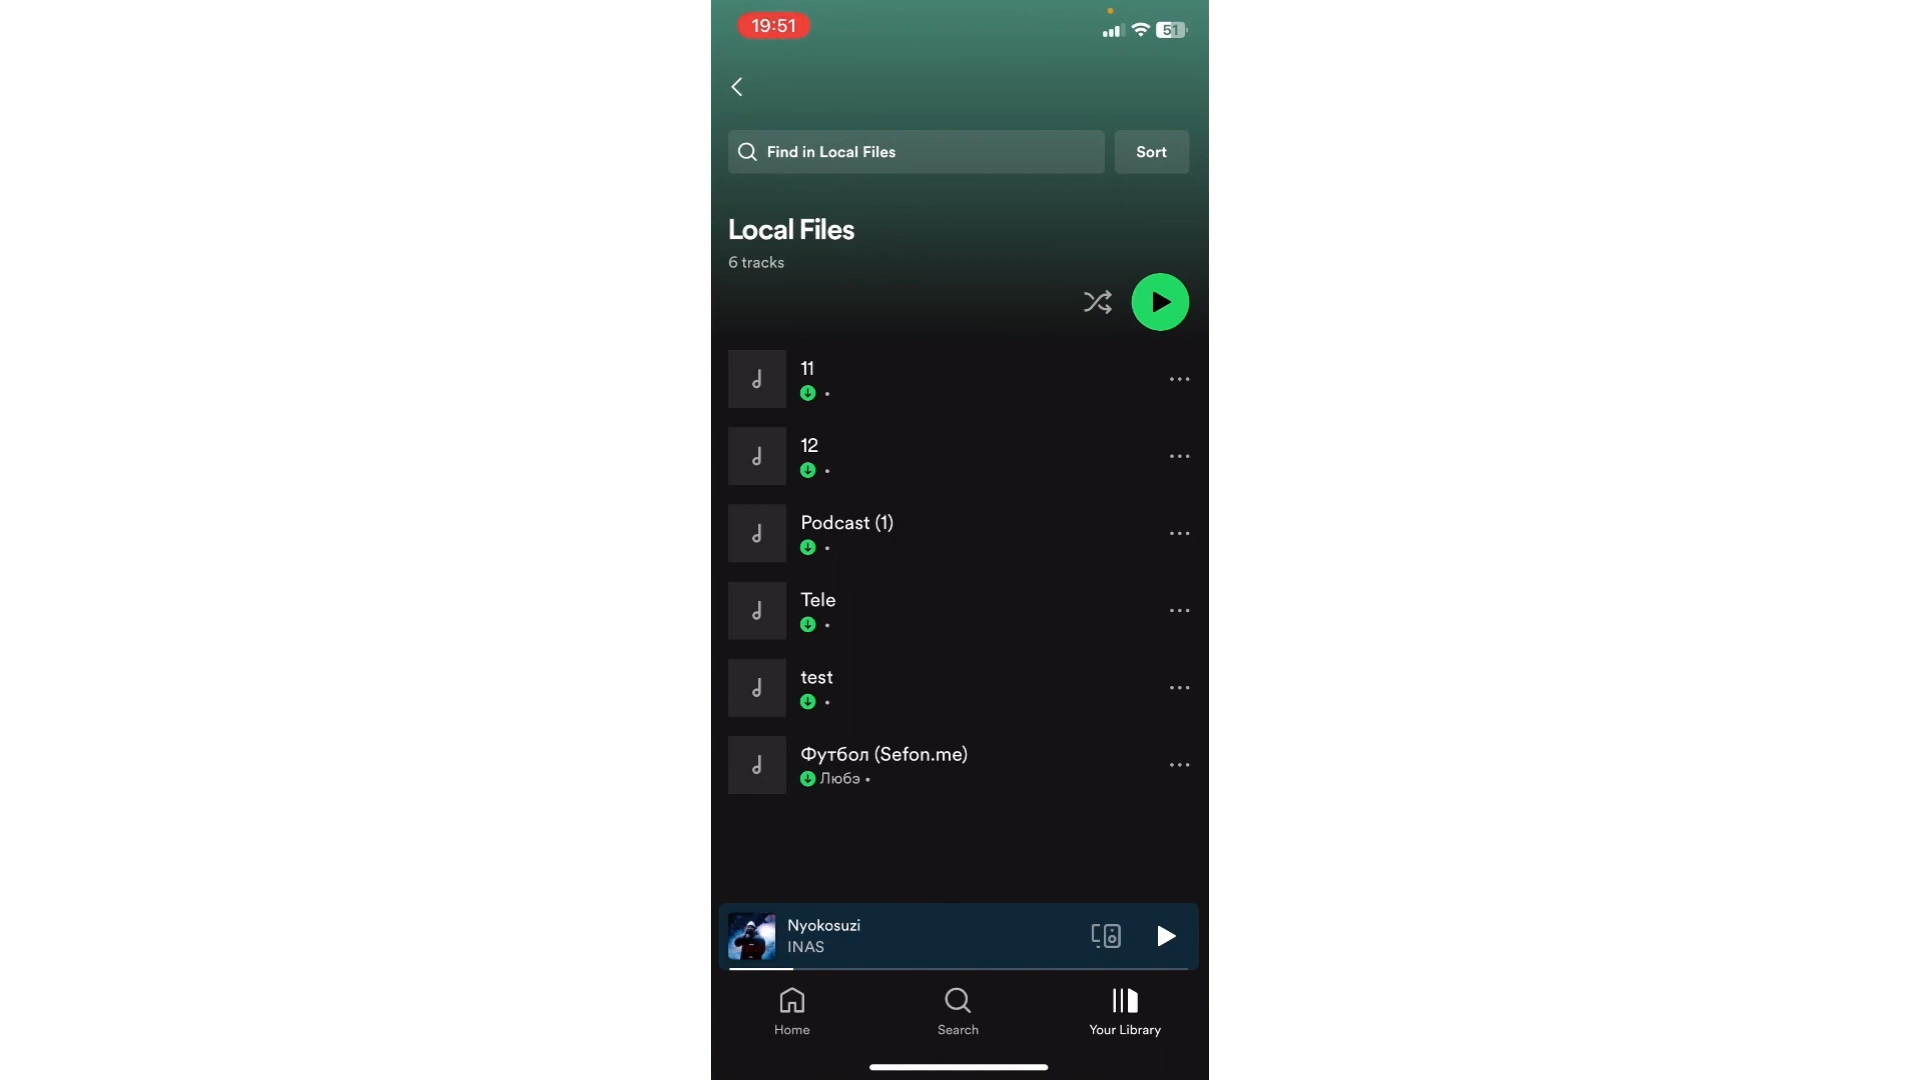 19:51
51
Find in Local Files
Sort
Local Files
6 tracks
11
12
Podcast (1)
Tele
test
Футбол (Sefon.me)
Любэ •
Nyokosuzi
INAS
Home
Search
Your Library